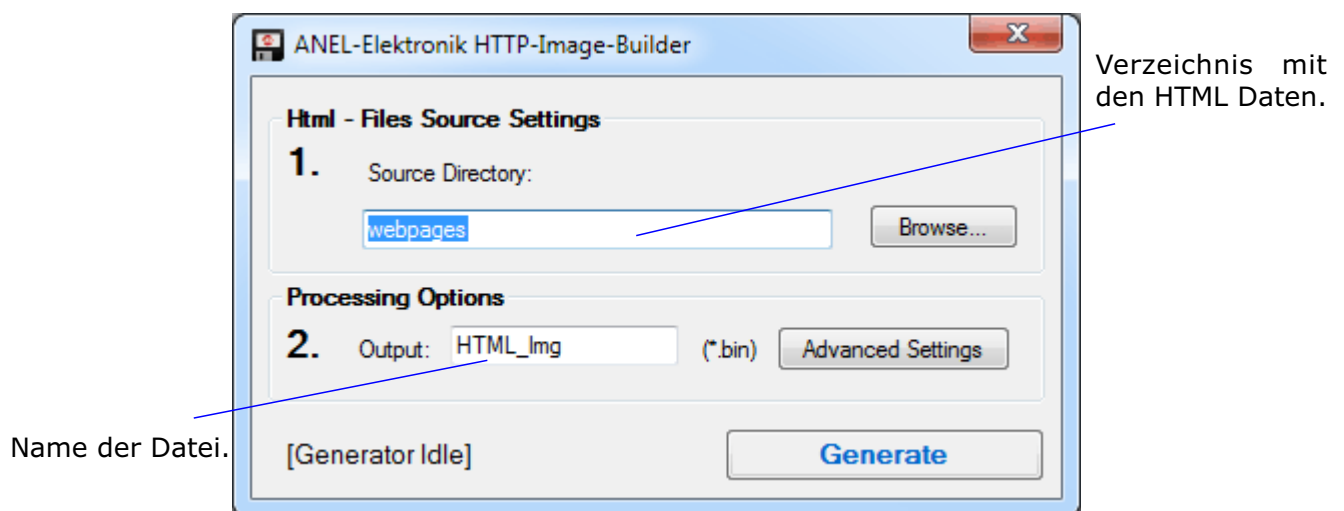 ANEL-Elektronik HTTP-Image-Builder
Verzeichnis mit
den HTML Daten.
Html - Files Source Settings
1.
Source Directory:
webpages
Browse...
Processing Options
2.
Output:
HTML_Img
(*.bin)
Advanced Settings
Name der Datei.
[Generator Idle]
Generate